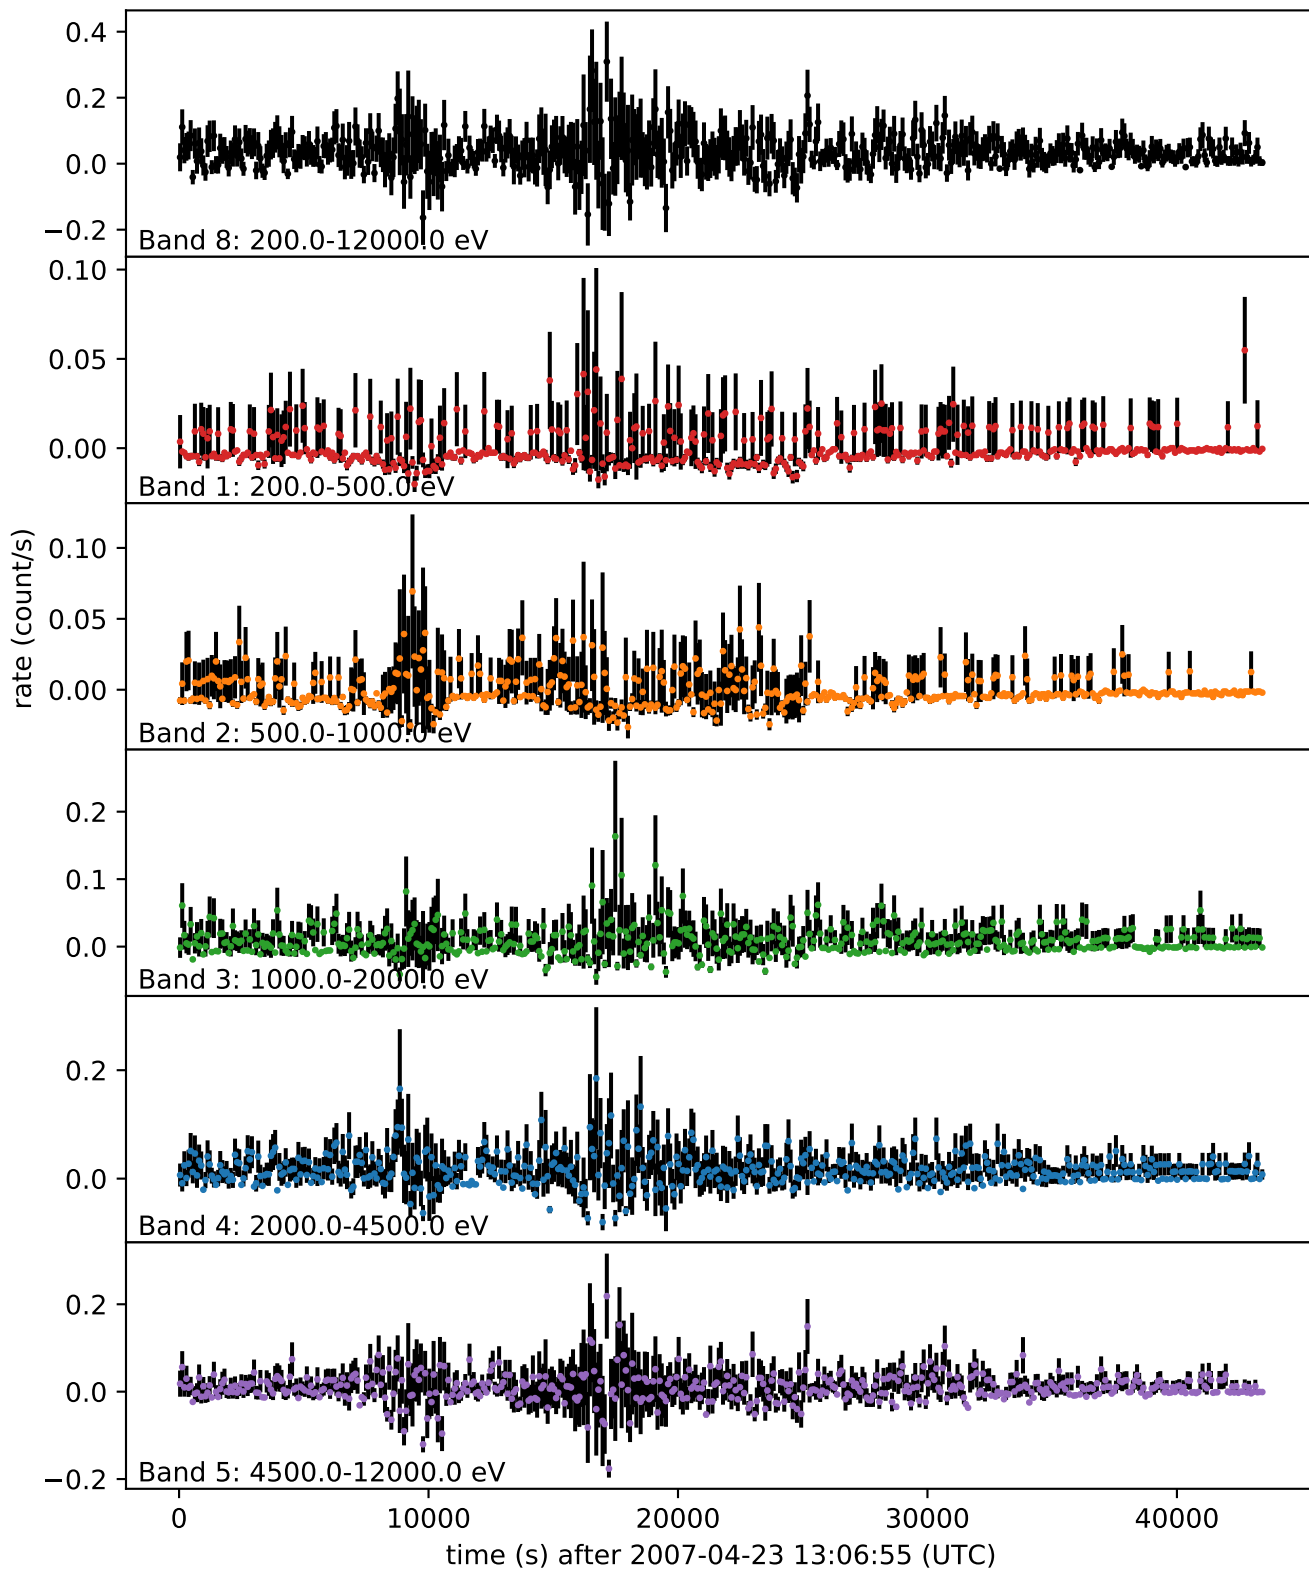 0.4
0.2
0.0
−0.2
Band 8: 200.0-12000.0 eV
0.10
0.05
0.00
Band 1: 200.0-500.0 eV
rate (count/s)
0.10
0.05
0.00
Band 2: 500.0-1000.0 eV
0.2
0.1
0.0
Band 3: 1000.0-2000.0 eV
0.2
0.0
Band 4: 2000.0-4500.0 eV
0.2
0.0
−0.2
Band 5: 4500.0-12000.0 eV
0 10000 20000 30000 40000
time (s) after 2007-04-23 13:06:55 (UTC)